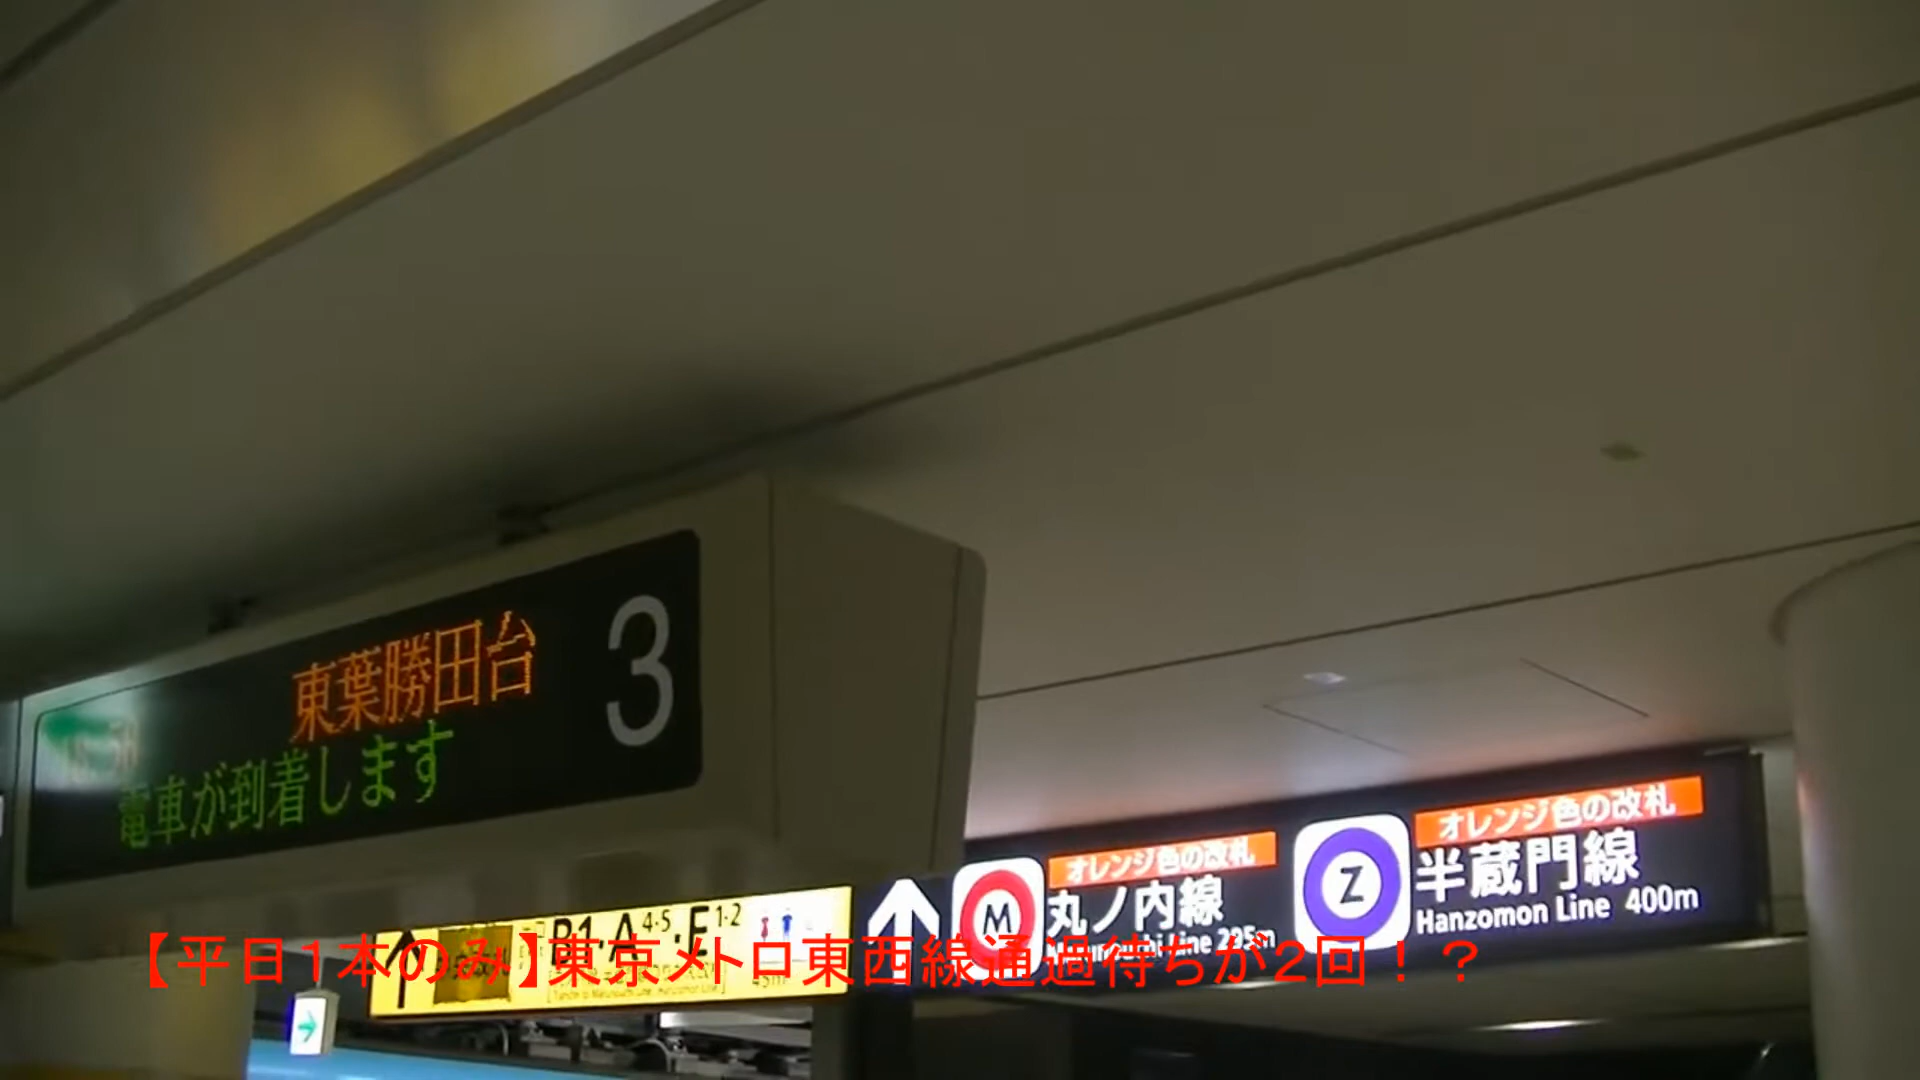 東葉勝田台
3
電車が到着します
オレンジ色の改札
M 丸ノ内線
295m
オレンジ色の改札
Z 半蔵門線
Hanzomon Line 400m
B1・A4・5・E1・2
【平日1本のみ】東京メトロ東西線通過待ちが2回！？